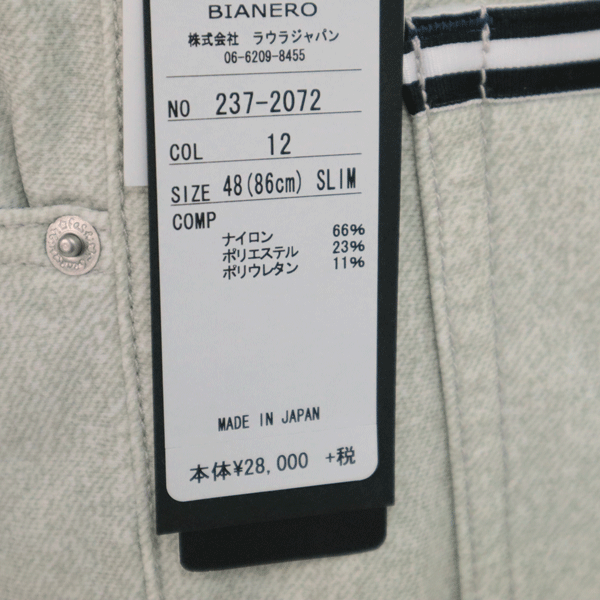 BIANERO
株式会社 ラウラジャパン
06-6209-8455
NO 237-2072
COL 12
SIZE 48(86cm) SLIM
COMP
ナイロン 66%
ポリエステル 23%
ポリウレタン 11%
MADE IN JAPAN
本体¥28,000 +税